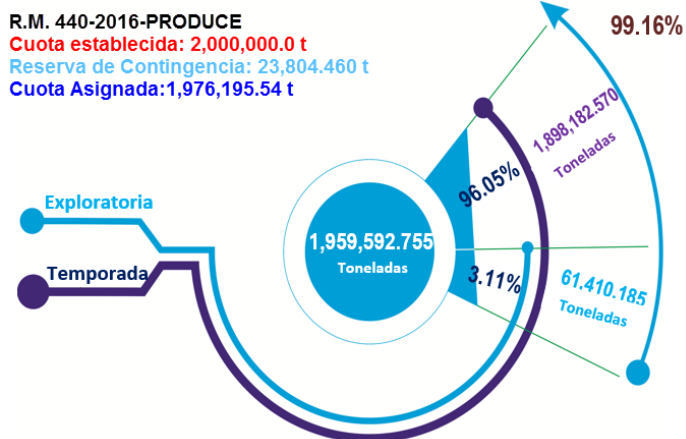 R.M. 440-2016-PRODUCE
Cuota establecida: 2,000,000.0 t
Reserva de Contingencia: 23,804.460 t
Cuota Asignada:1,976,195.54 t
99.16%
1,898,182.570
Toneladas
96.05%
Exploratoria
1,959,592.755
Toneladas
Temporada
3.11%
61.410.185
Toneladas